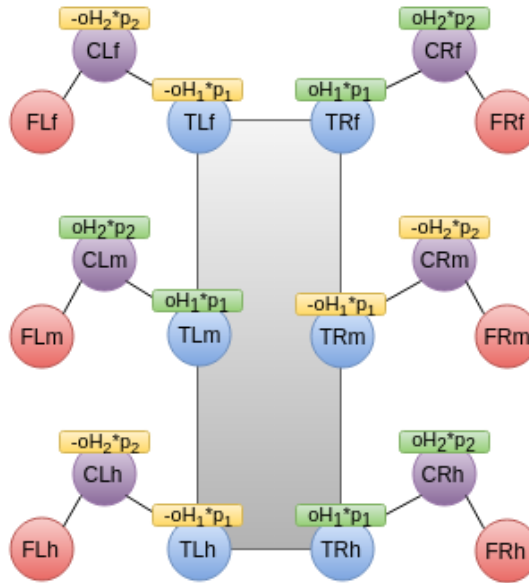 -oH₂*p₂
CLf
-oH₁*p₁
FLf
TLf
oH₂*p₂
CRf
oH₁*p₁
TRf
FRf
oH₂*p₂
CLm
oH₁*p₁
FLm
TLm
-oH₂*p₂
CRm
-oH₁*p₁
TRm
FRm
-oH₂*p₂
CLh
-oH₁*p₁
FLh
TLh
oH₂*p₂
CRh
oH₁*p₁
TRh
FRh